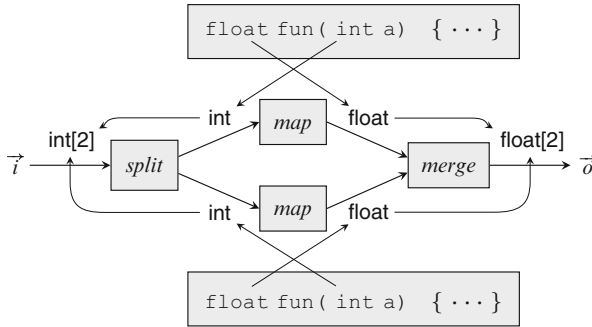 float fun( int a) { ··· }
int map float
int[2] float[2]
i⃗ split merge o⃗
int map float
float fun( int a) { ··· }